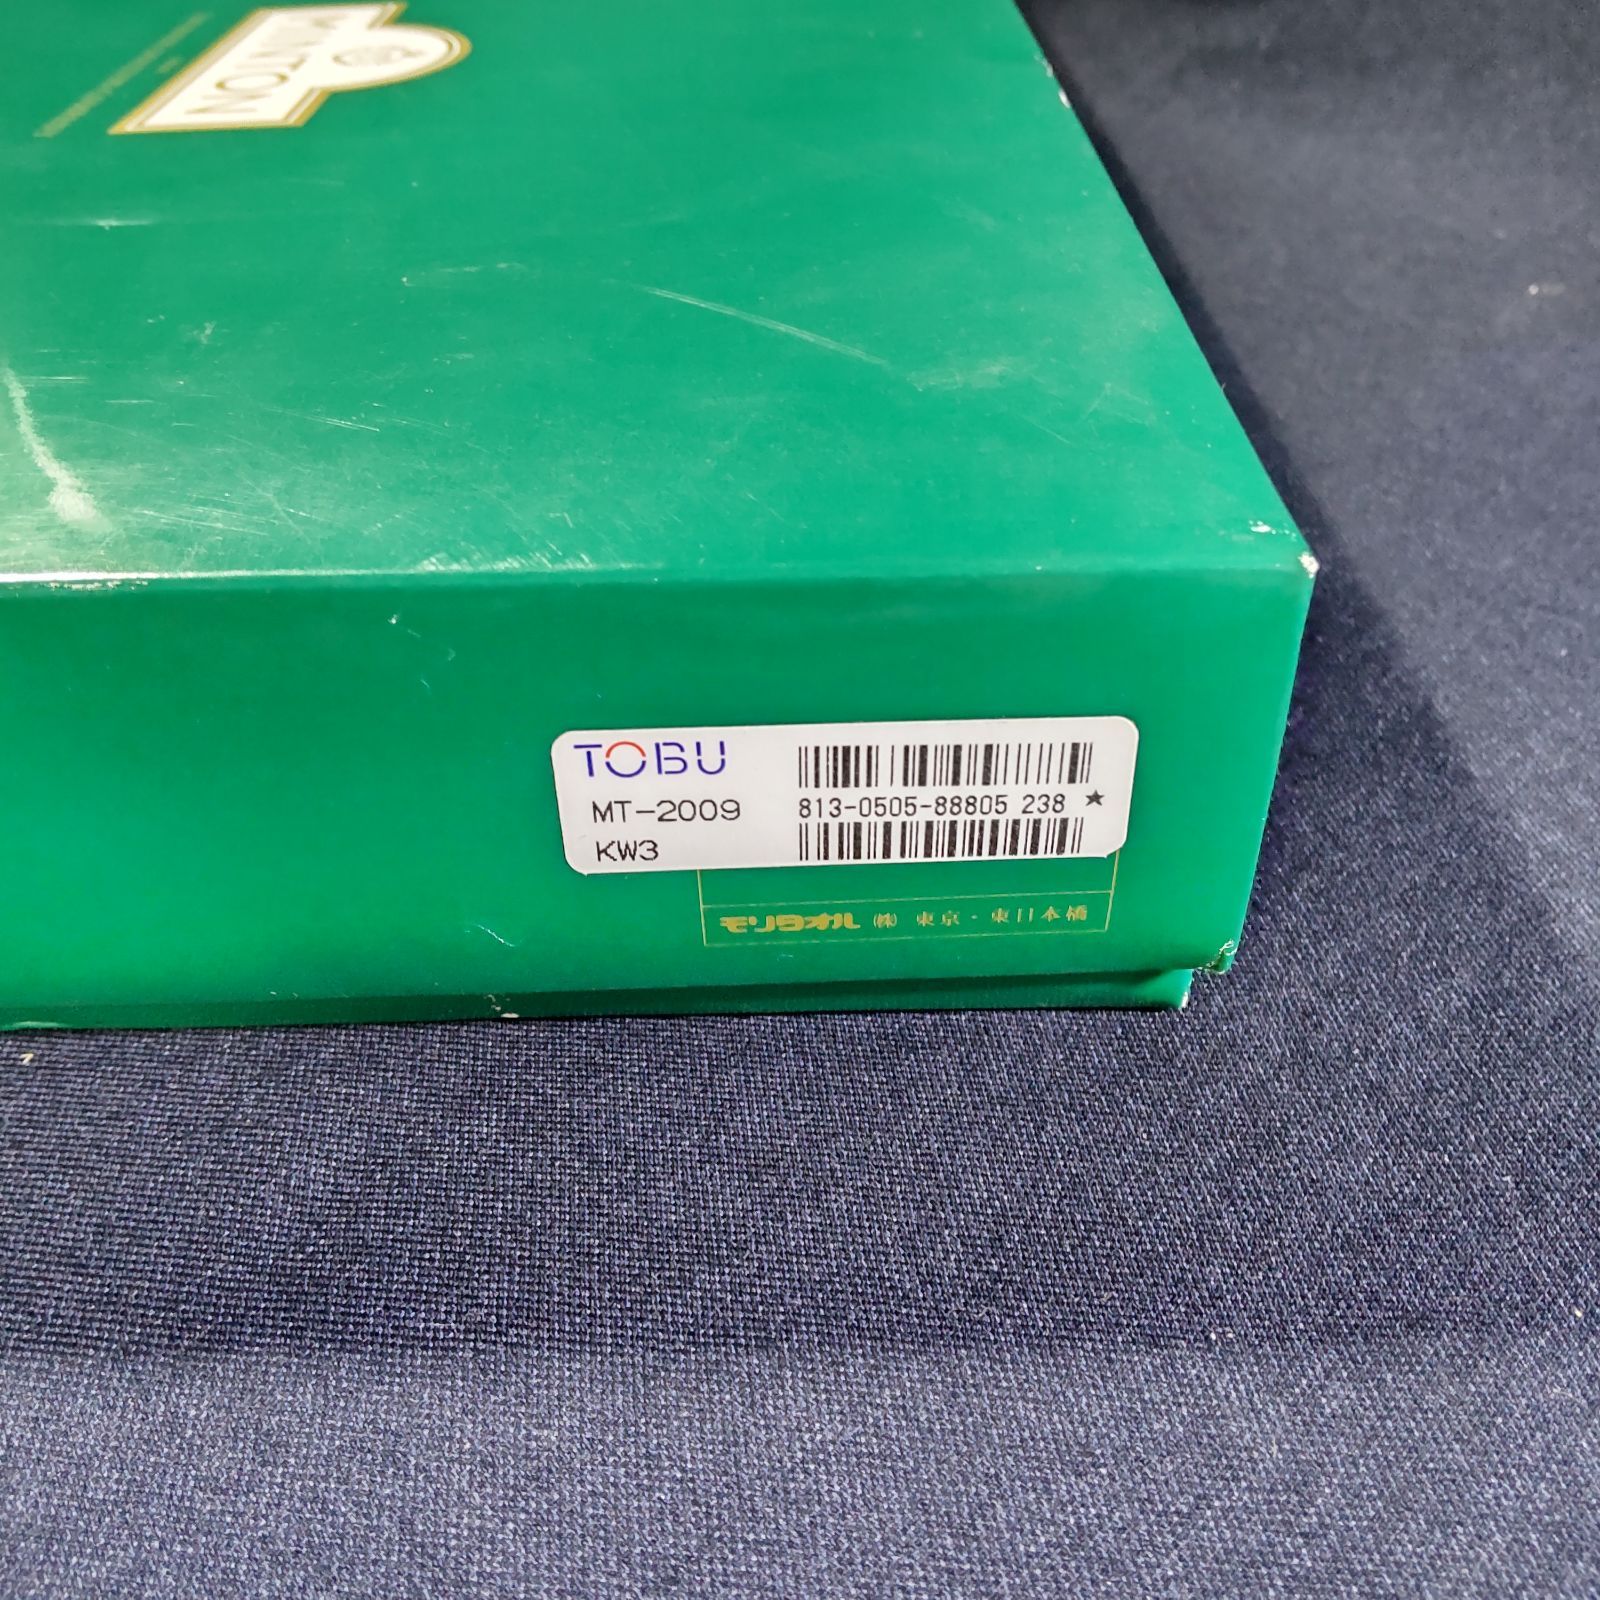 MANTON
TOBU
MT-2009
813-0505-88805 238 ★
KW3
モリタオル ㈱ 東京・東日本橋